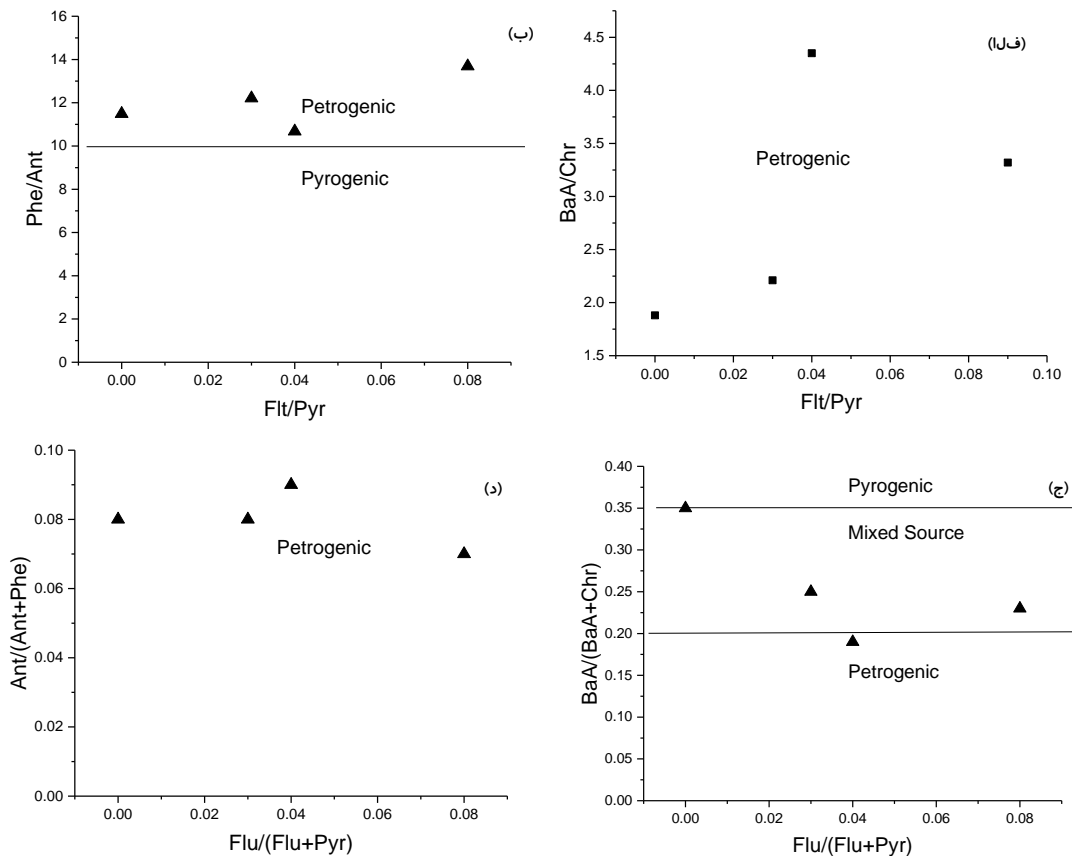 (ب)
16
14
12
10
8
6
4
2
0
Phe/Ant
Petrogenic
Pyrogenic
0.00 0.02 0.04 0.06 0.08
Flt/Pyr
(الف)
4.5
4.0
3.5
3.0
2.5
2.0
1.5
BaA/Chr
Petrogenic
0.00 0.02 0.04 0.06 0.08 0.10
Flt/Pyr
(د)
0.10
0.08
0.06
0.04
0.02
0.00
Ant/(Ant+Phe)
Petrogenic
0.00 0.02 0.04 0.06 0.08
Flu/(Flu+Pyr)
(ج)
0.40
0.35
0.30
0.25
0.20
0.15
0.10
0.05
0.00
BaA/(BaA+Chr)
Pyrogenic
Mixed Source
Petrogenic
0.00 0.02 0.04 0.06 0.08
Flu/(Flu+Pyr)